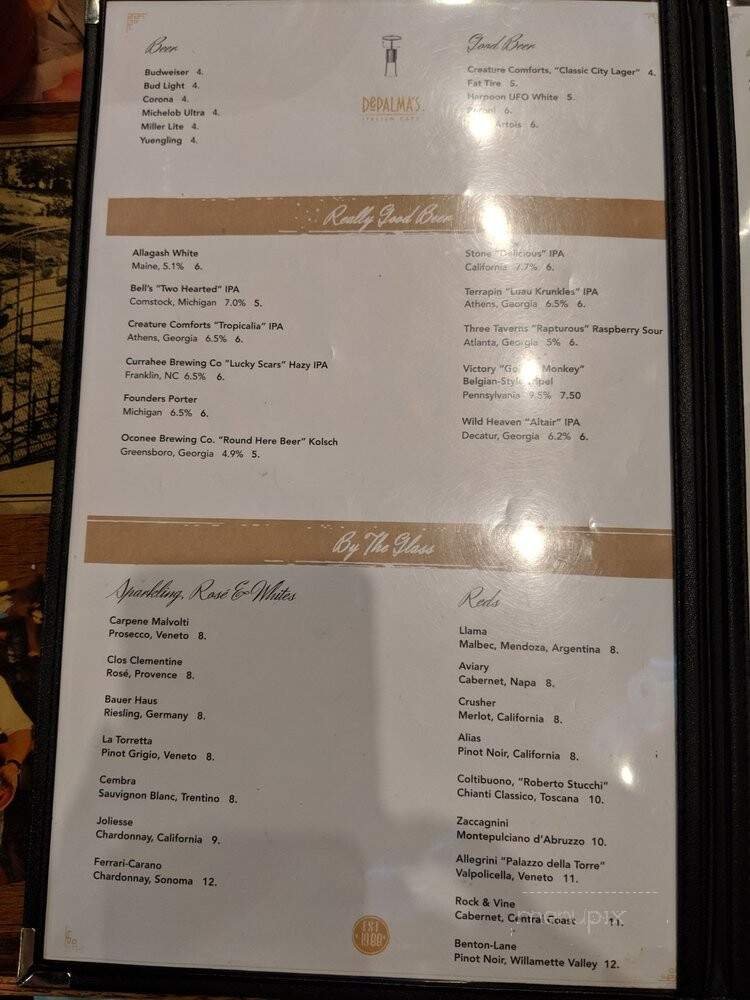 Beer
Budweiser 4.
Bud Light 4.
Corona 4.
Michelob Ultra 4.
Miller Lite 4.
Yuengling 4.
DePALMA'S
ITALIAN CAFE
Good Beer
Creature Comforts, "Classic City Lager" 4.
Fat Tire 5.
Harpoon UFO White 5.
6.
Artois 6.
Really Good Beer
Allagash White
Maine, 5.1% 6.
Bell's "Two Hearted" IPA
Comstock, Michigan 7.0% 5.
Creature Comforts "Tropicalia" IPA
Athens, Georgia 6.5% 6.
Currahee Brewing Co "Lucky Scars" Hazy IPA
Franklin, NC 6.5% 6.
Founders Porter
Michigan 6.5% 6.
Oconee Brewing Co. "Round Here Beer" Kolsch
Greensboro, Georgia 4.9% 5.
Stone "Delicious" IPA
California 7.7% 6.
Terrapin "Luau Krunkles" IPA
Athens, Georgia 6.5% 6.
Three Taverns "Rapturous" Raspberry Sour
Atlanta, Georgia 5% 6.
Victory "Golden Monkey"
Belgian-Style Tripel
Pennsylvania 9.5% 7.50
Wild Heaven "Altair" IPA
Decatur, Georgia 6.2% 6.
By The Glass
Sparkling, Rosé & Whites
Carpene Malvolti
Prosecco, Veneto 8.
Clos Clementine
Rosé, Provence 8.
Bauer Haus
Riesling, Germany 8.
La Torretta
Pinot Grigio, Veneto 8.
Cembra
Sauvignon Blanc, Trentino 8.
Joliesse
Chardonnay, California 9.
Ferrari-Carano
Chardonnay, Sonoma 12.
Reds
Llama
Malbec, Mendoza, Argentina 8.
Aviary
Cabernet, Napa 8.
Crusher
Merlot, California 8.
Alias
Pinot Noir, California 8.
Coltibuono, "Roberto Stucchi"
Chianti Classico, Toscana 10.
Zaccagnini
Montepulciano d'Abruzzo 10.
Allegrini "Palazzo della Torre"
Valpolicella, Veneto 11.
Rock & Vine
Cabernet, Central Coast 11.
Benton-Lane
Pinot Noir, Willamette Valley 12.
EST
1988
menupix